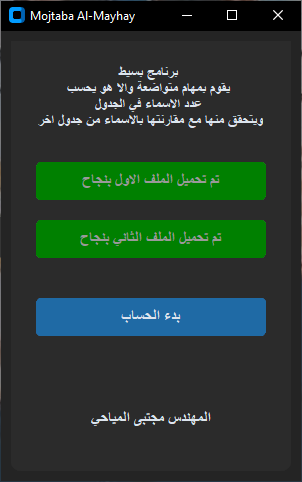 Mojtaba Al-Mayhay
برنامج بسيط
يقوم بمهام متواضعة والا هو يحسب
عدد الاسماء في الجدول
ويتحقق منها مع مقارنتها بالاسماء من جدول اخر
تم تحميل الملف الاول بنجاح
تم تحميل الملف الثاني بنجاح
بدء الحساب
المهندس مجتبى المياحي